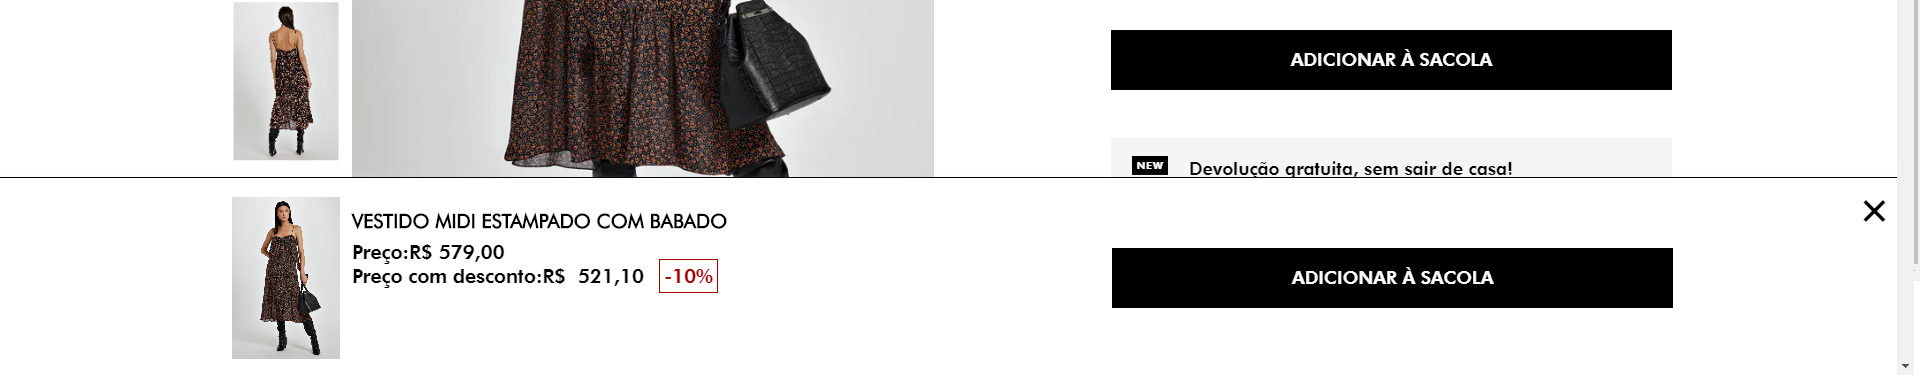 ADICIONAR À SACOLA
NEW Devolução gratuita, sem sair de casa!
VESTIDO MIDI ESTAMPADO COM BABADO
Preço:R$ 579,00
Preço com desconto:R$ 521,10 -10%
ADICIONAR À SACOLA